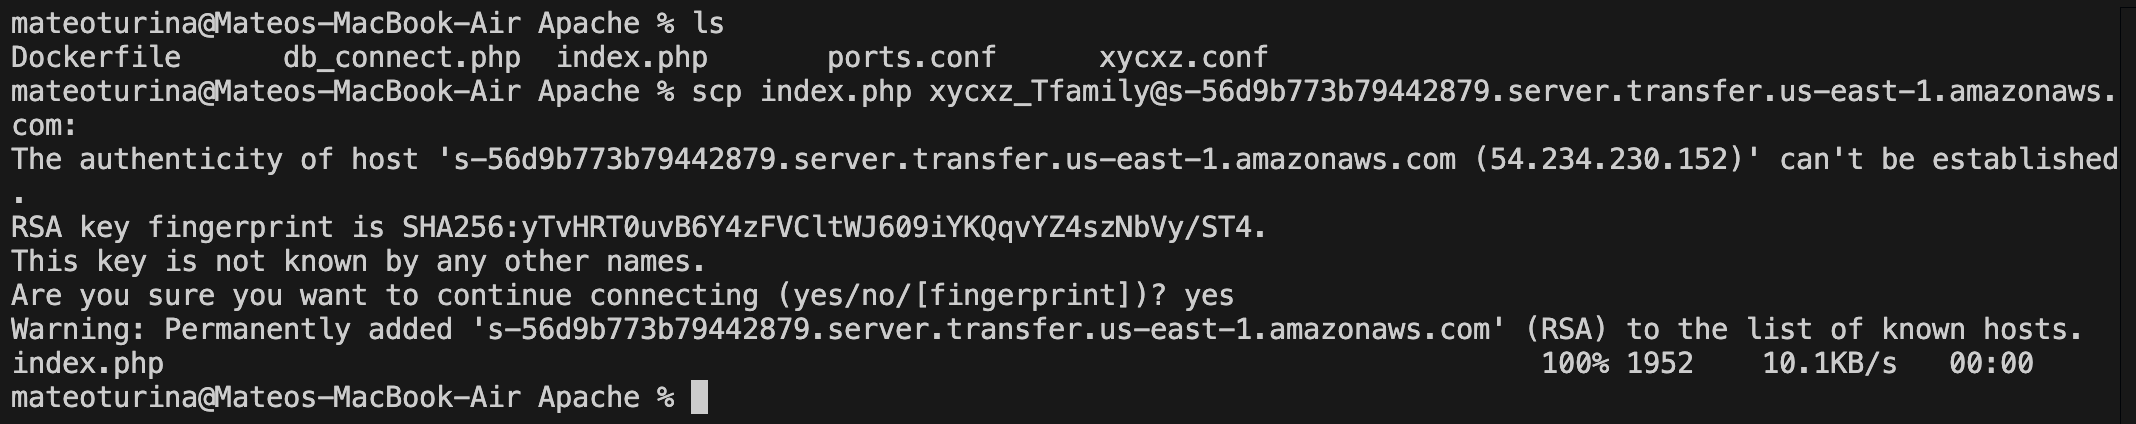 mateoturina@Mateos-MacBook-Air Apache % ls
Dockerfile      db_connect.php  index.php       ports.conf      xycxz.conf
mateoturina@Mateos-MacBook-Air Apache % scp index.php xycxz_Tfamily@s-56d9b773b79442879.server.transfer.us-east-1.amazonaws.
com:
The authenticity of host 's-56d9b773b79442879.server.transfer.us-east-1.amazonaws.com (54.234.230.152)' can't be established
.
RSA key fingerprint is SHA256:yTvHRT0uvB6Y4zFVCltWJ609iYKQqvYZ4szNbVy/ST4.
This key is not known by any other names.
Are you sure you want to continue connecting (yes/no/[fingerprint])? yes
Warning: Permanently added 's-56d9b773b79442879.server.transfer.us-east-1.amazonaws.com' (RSA) to the list of known hosts.
index.php                                                                                 100% 1952    10.1KB/s   00:00
mateoturina@Mateos-MacBook-Air Apache %